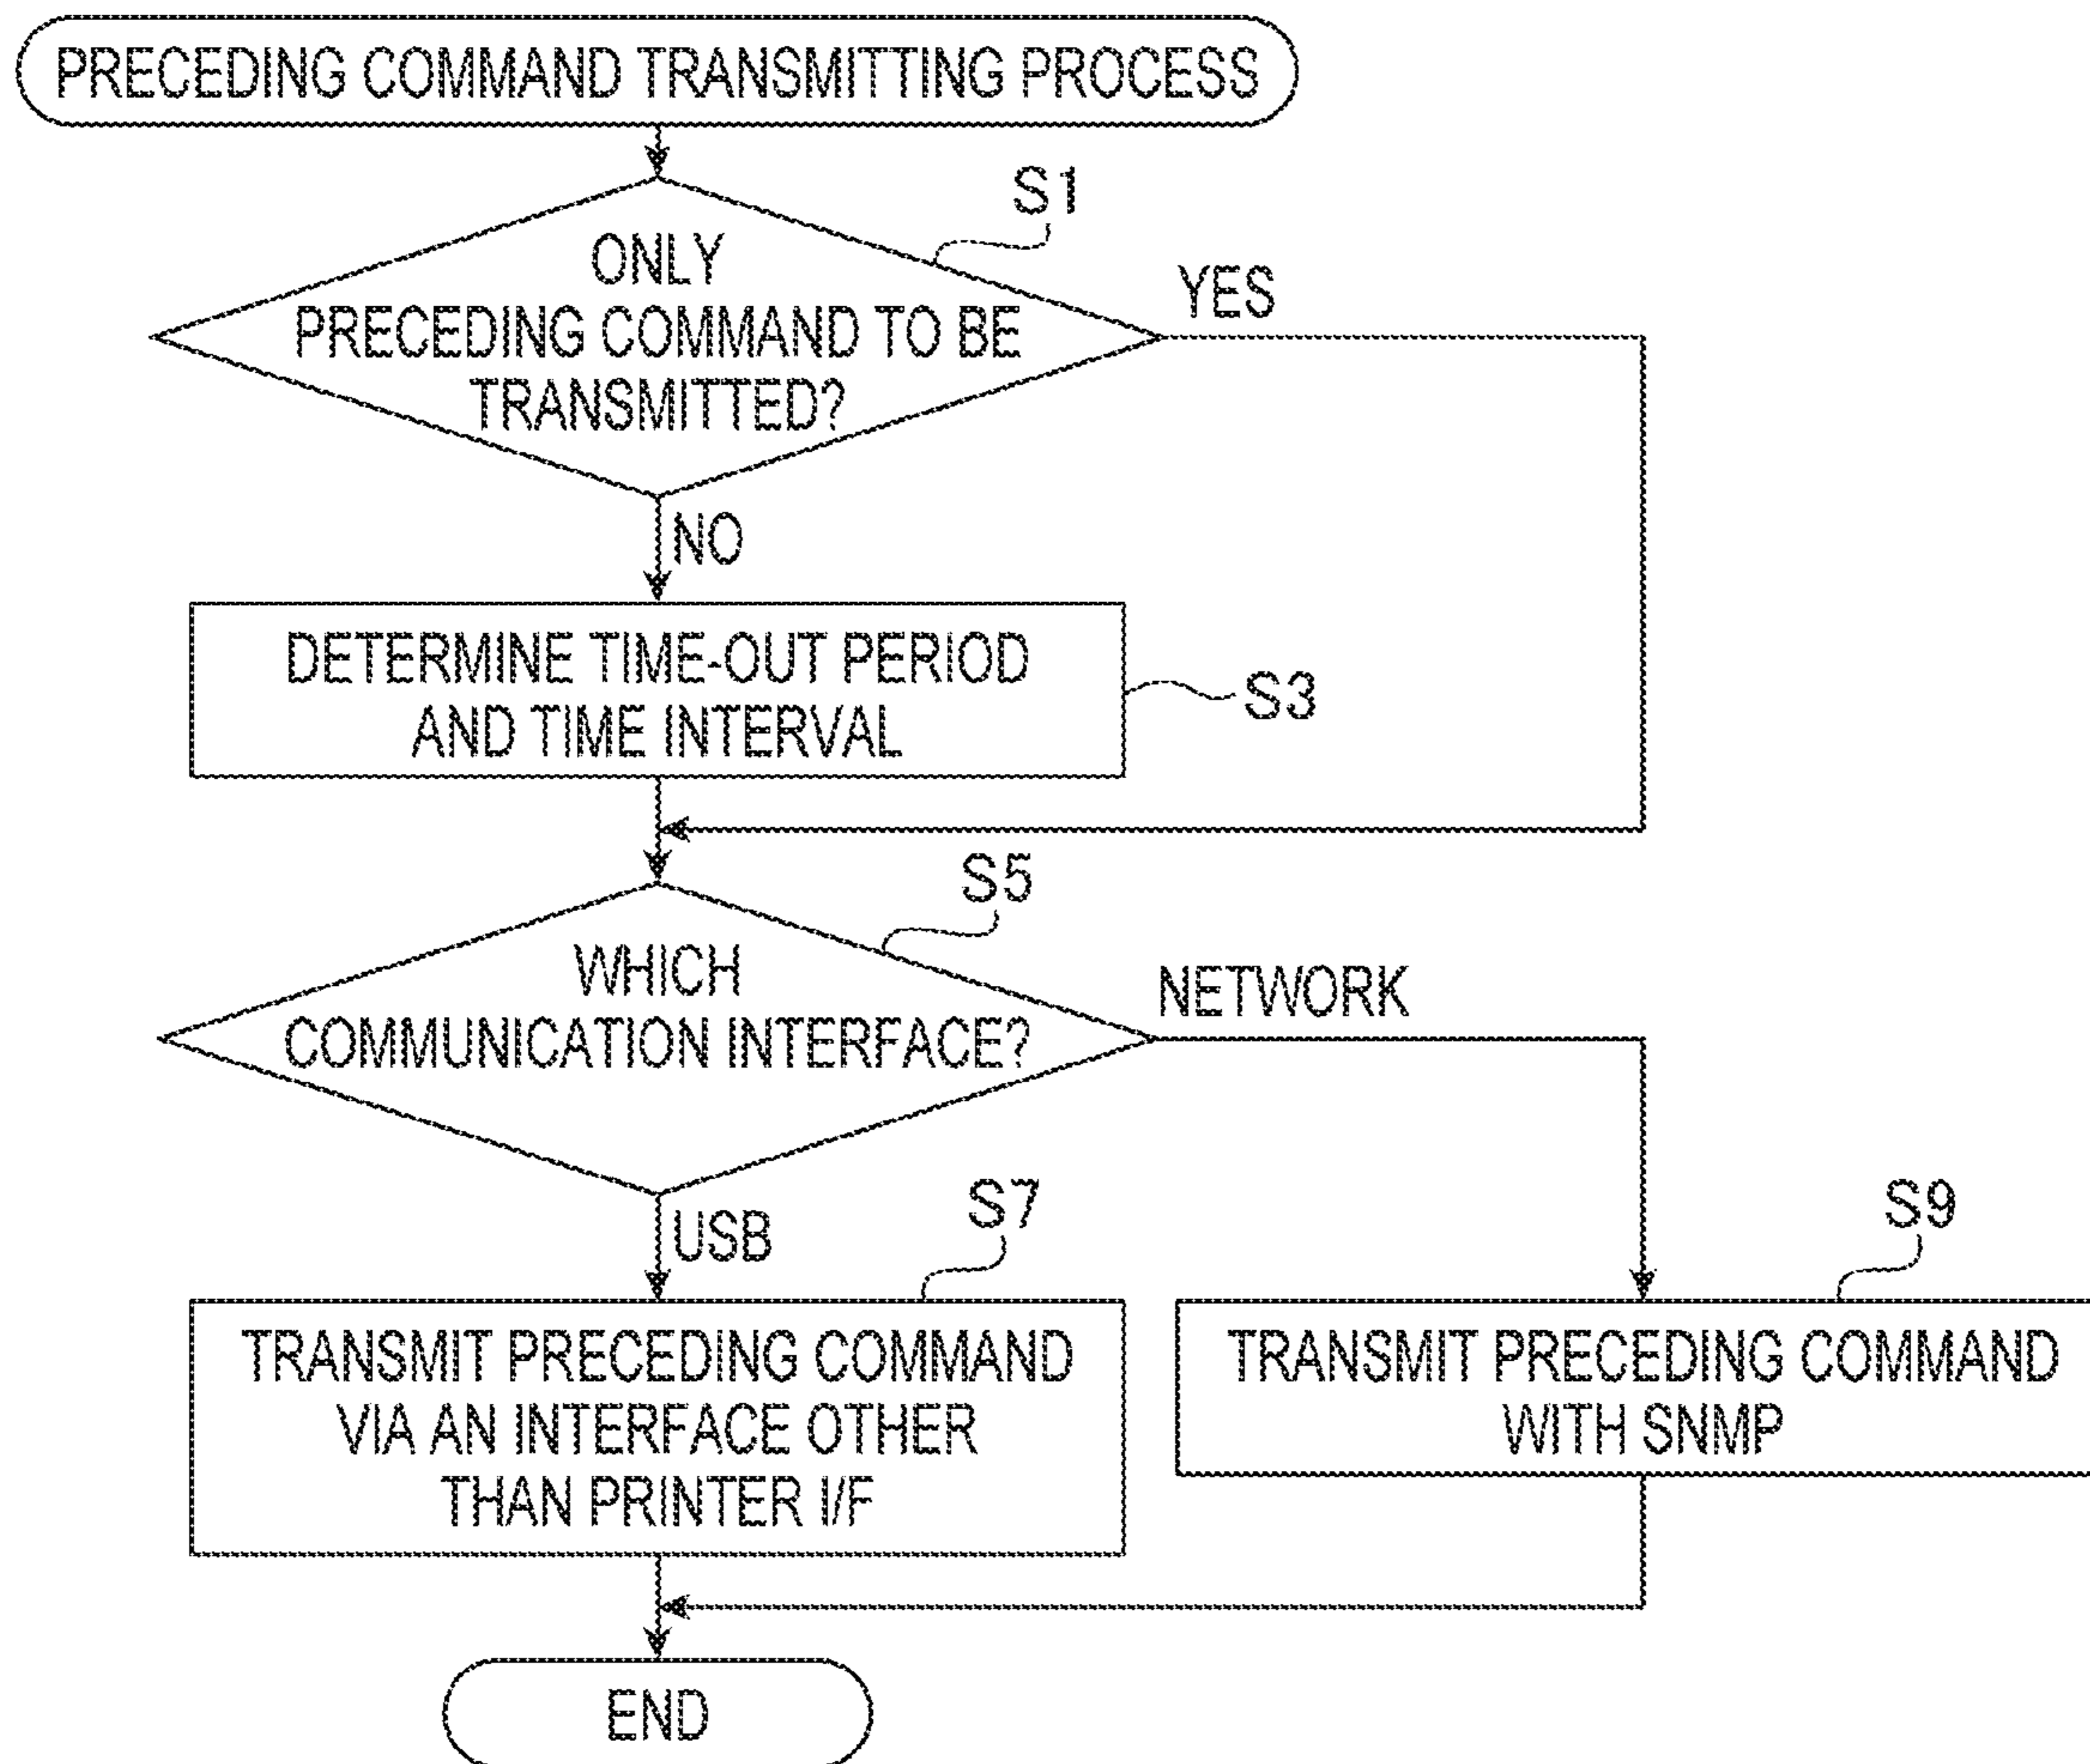 PRECEDING COMMAND TRANSMITTING PROCESS
S1
ONLY
PRECEDING COMMAND TO BE
TRANSMITTED?
YES
NO
DETERMINE TIME-OUT PERIOD
AND TIME INTERVAL
S3
S5
WHICH
COMMUNICATION INTERFACE?
NETWORK
USB
S7
S9
TRANSMIT PRECEDING COMMAND
VIA AN INTERFACE OTHER
THAN PRINTER I/F
TRANSMIT PRECEDING COMMAND
WITH SNMP
END